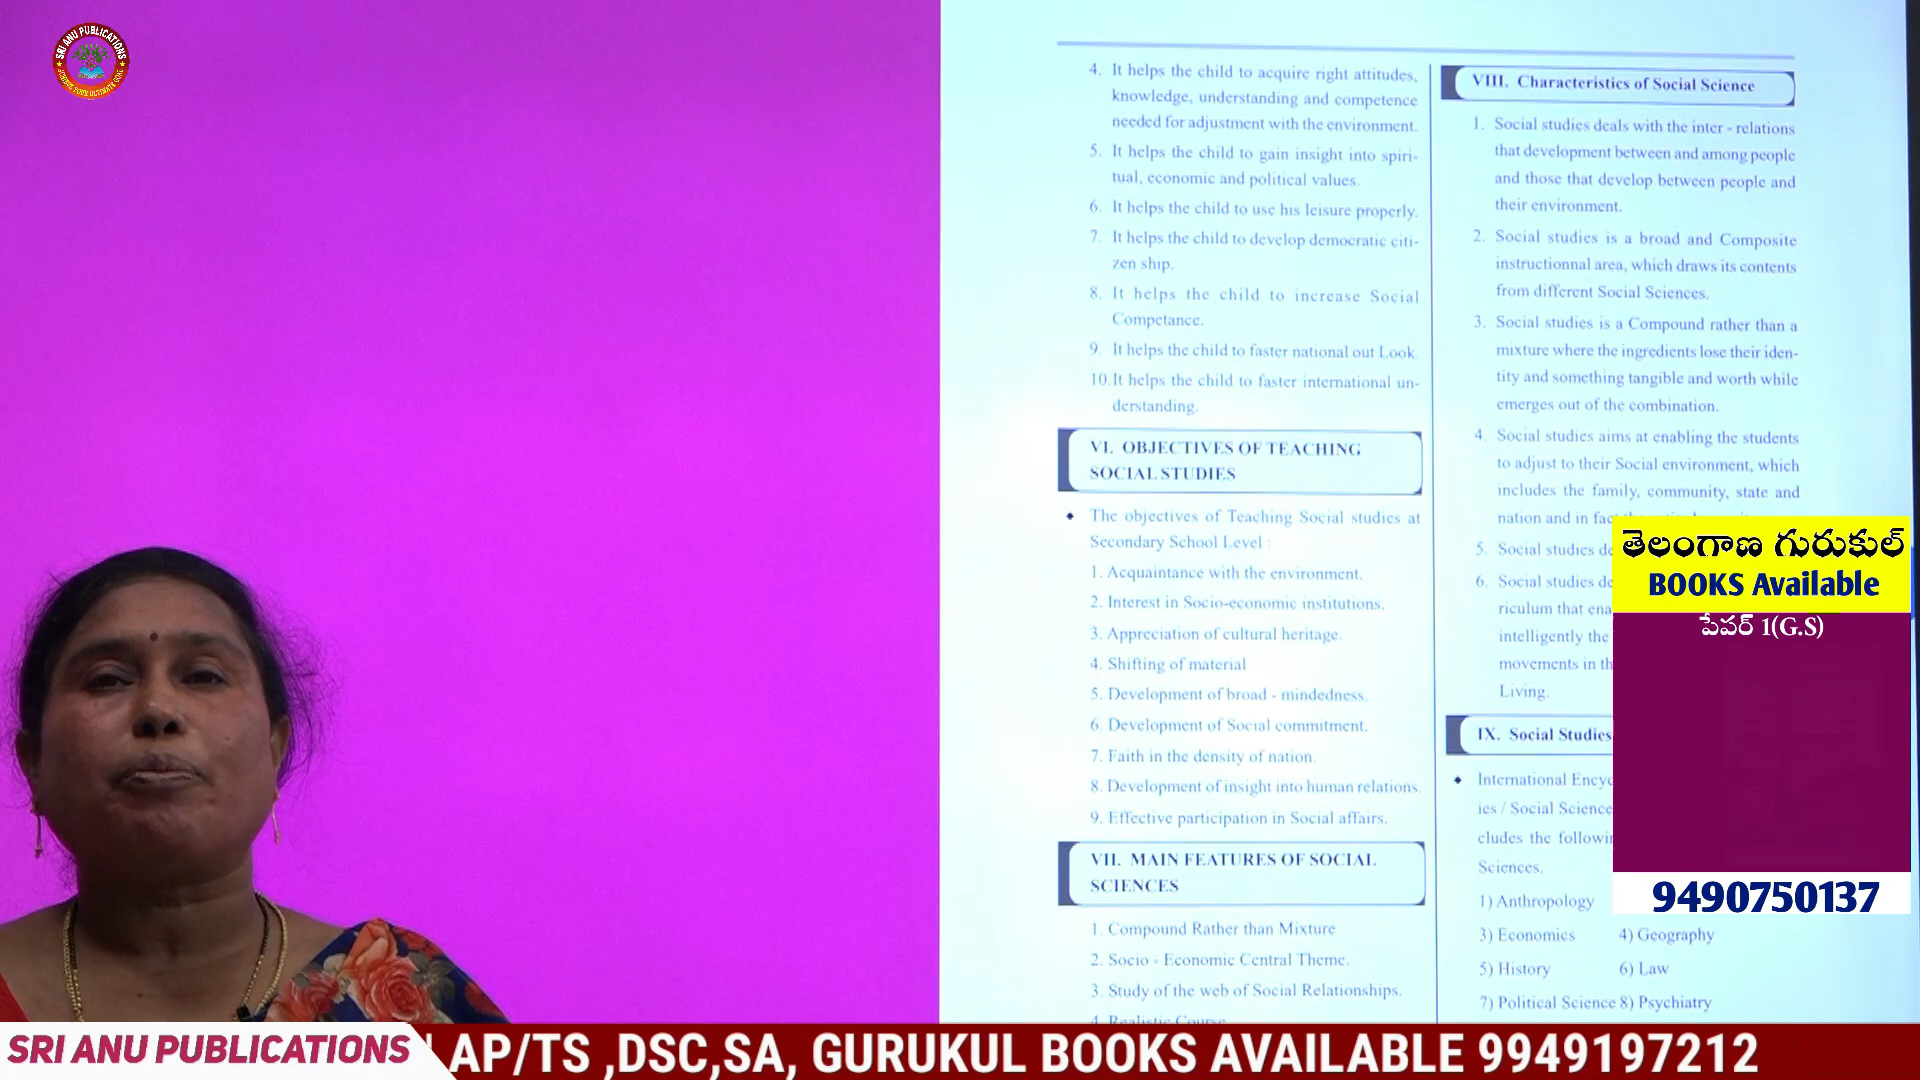 SRI ANU PUBLICATIONS
4. It helps the child to acquire right attitudes,
knowledge, understanding and competence
needed for adjustment with the environment.
5. It helps the child to gain insight into spiri-
tual, economic and political values.
6. It helps the child to use his leisure properly.
7. It helps the child to develop democratic citi-
zen ship.
8. It helps the child to increase Social
Competance.
9. It helps the child to faster national out Look.
10. It helps the child to faster international un-
derstanding.
VI. OBJECTIVES OF TEACHING
SOCIAL STUDIES
The objectives of Teaching Social studies at
Secondary School Level :
1. Acquaintance with the environment.
2. Interest in Socio-economic institutions.
3. Appreciation of cultural heritage.
4. Shifting of material
5. Development of broad - mindedness.
6. Development of Social commitment.
7. Faith in the density of nation.
8. Development of insight into human relations.
9. Effective participation in Social affairs.
VII. MAIN FEATURES OF SOCIAL
SCIENCES
1. Compound Rather than Mixture
2. Socio - Economic Central Theme.
3. Study of the web of Social Relationships.
4. Realistic Course
VIII. Characteristics of Social Science
1. Social studies deals with the inter - relations
that development between and among people
and those that develop between people and
their environment.
2. Social studies is a broad and Composite
instructionnal area, which draws its contents
from different Social Sciences.
3. Social studies is a Compound rather than a
mixture where the ingredients lose their iden-
tity and something tangible and worth while
emerges out of the combination.
4. Social studies aims at enabling the students
to adjust to their Social environment, which
includes the family, community, state and
nation and in fac
5. Social studies de
6. Social studies de
riculum that ena
intelligently the
movements in th
Living.
IX. Social Studies
International Ency
ies / Social Science
cludes the followi
Sciences.
1) Anthropology
3) Economics 4) Geography
5) History 6) Law
7) Political Science 8) Psychiatry
తెలంగాణ గురుకుల్
BOOKS Available
పేపర్ 1(G.S)
9490750137
SRI ANU PUBLICATIONS
AP/TS ,DSC,SA, GURUKUL BOOKS AVAILABLE 9949197212